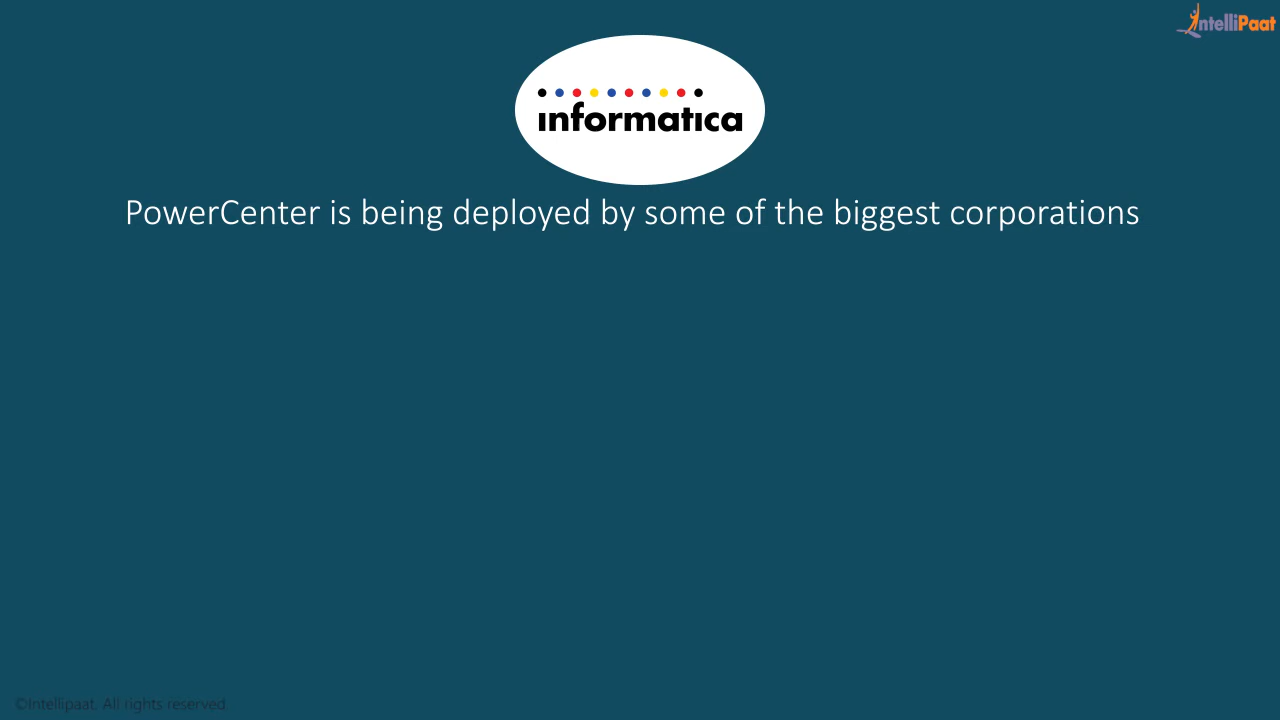 IntelliPaat
informatica
PowerCenter is being deployed by some of the biggest corporations
©Intellipaat. All rights reserved